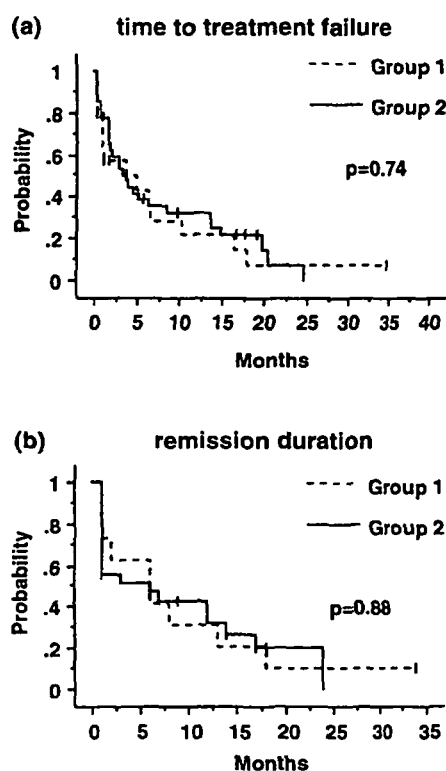 (a) time to treatment failure
Group 1
Group 2
p=0.74
Probability
1
.8
.6
.4
.2
0
0 5 10 15 20 25 30 35 40
Months
(b) remission duration
Group 1
Group 2
p=0.88
Probability
1
.8
.6
.4
.2
0
0 5 10 15 20 25 30 35
Months